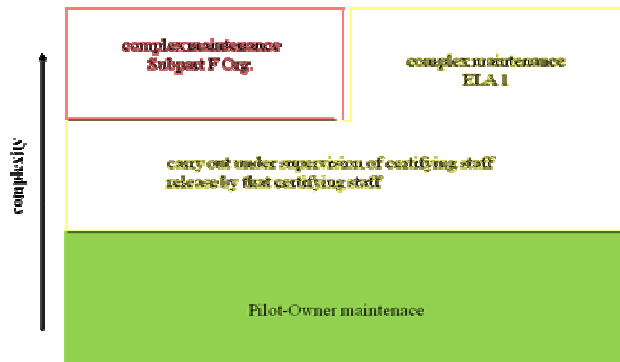 complex maintenance
Subpart F Org.
complex maintenance
ELA 1
complexity
carry out under supervision of certifying staff
release by that certifying staff
Pilot-Owner maintenace